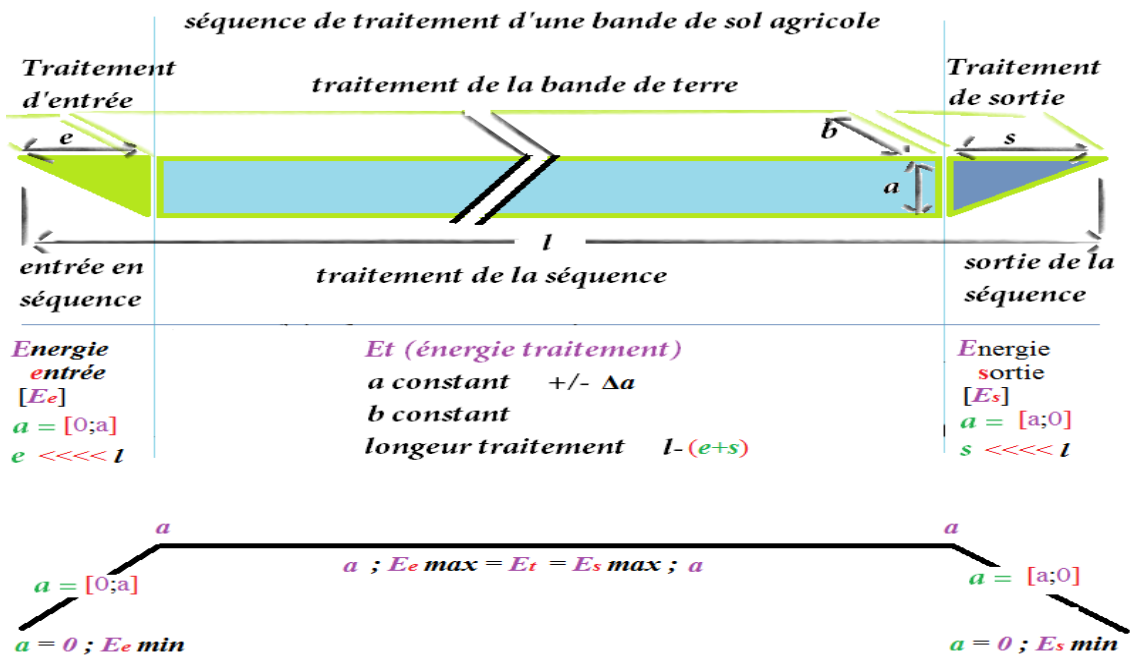 séquence de traitement d'une bande de sol agricole
Traitement
d'entrée
traitement de la bande de terre
Traitement
de sortie
e
b
s
a
l
entrée en
séquence
traitement de la séquence
sortie de la
séquence
Energie
entrée
[Ee]
a = [0;a]
e <<<< l
Et (énergie traitement)
a constant +/- Δa
b constant
longeur traitement l-(e+s)
Energie
sortie
[Es]
a = [a;0]
s <<<< l
a
a
a ; Ee max = Et = Es max ; a
a = [0;a]
a = [a;0]
a = 0 ; Ee min
a = 0 ; Es min